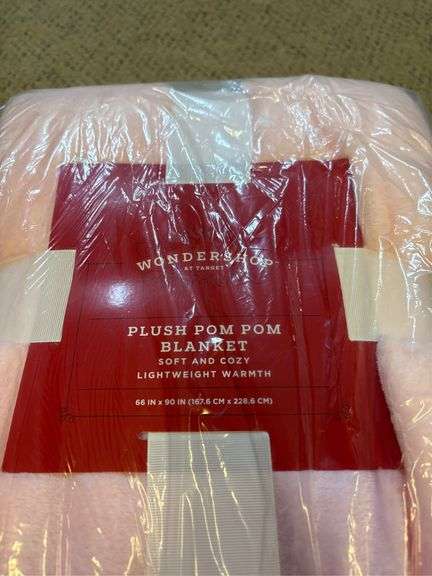 WONDERSHOP
AT TARGET
PLUSH POM POM
BLANKET
SOFT AND COZY
LIGHTWEIGHT WARMTH
66 IN x 90 IN (167.6 CM x 228.6 CM)